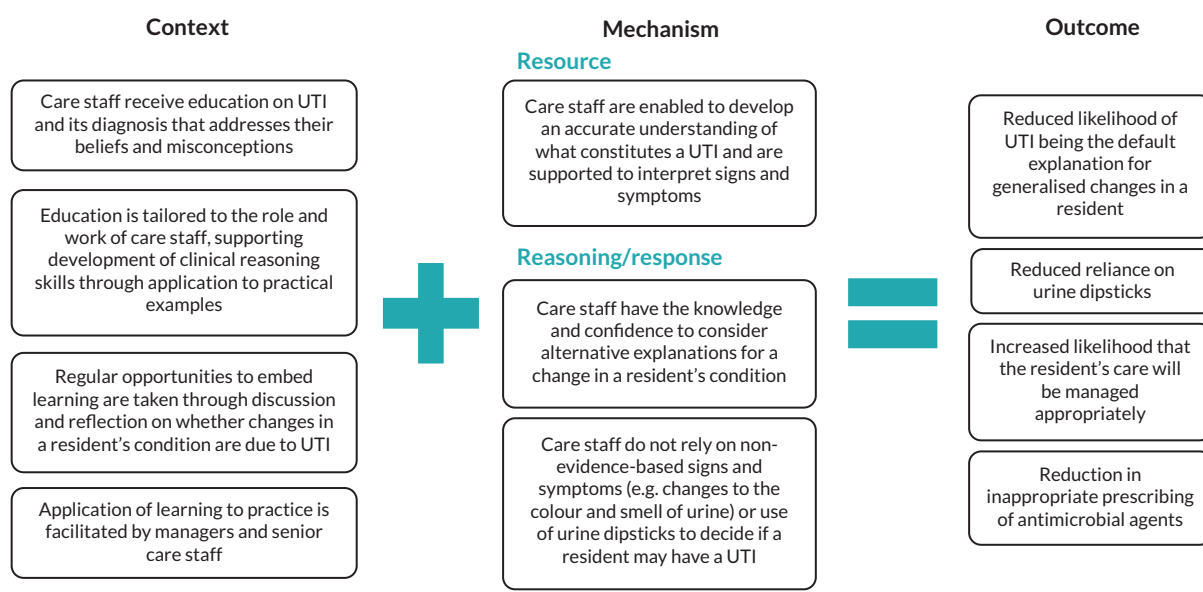 Context
Care staff receive education on UTI
and its diagnosis that addresses their
beliefs and misconceptions
Education is tailored to the role and
work of care staff, supporting
development of clinical reasoning
skills through application to practical
examples
Regular opportunities to embed
learning are taken through discussion
and reflection on whether changes in
a resident’s condition are due to UTI
Application of learning to practice is
facilitated by managers and senior
care staff
Mechanism
Resource
Care staff are enabled to develop
an accurate understanding of
what constitutes a UTI and are
supported to interpret signs and
symptoms
Reasoning/response
Care staff have the knowledge
and confidence to consider
alternative explanations for a
change in a resident’s condition
Care staff do not rely on non-
evidence-based signs and
symptoms (e.g. changes to the
colour and smell of urine) or use
of urine dipsticks to decide if a
resident may have a UTI
Outcome
Reduced likelihood of
UTI being the default
explanation for
generalised changes in a
resident
Reduced reliance on
urine dipsticks
Increased likelihood that
the resident’s care will
be managed
appropriately
Reduction in
inappropriate prescribing
of antimicrobial agents